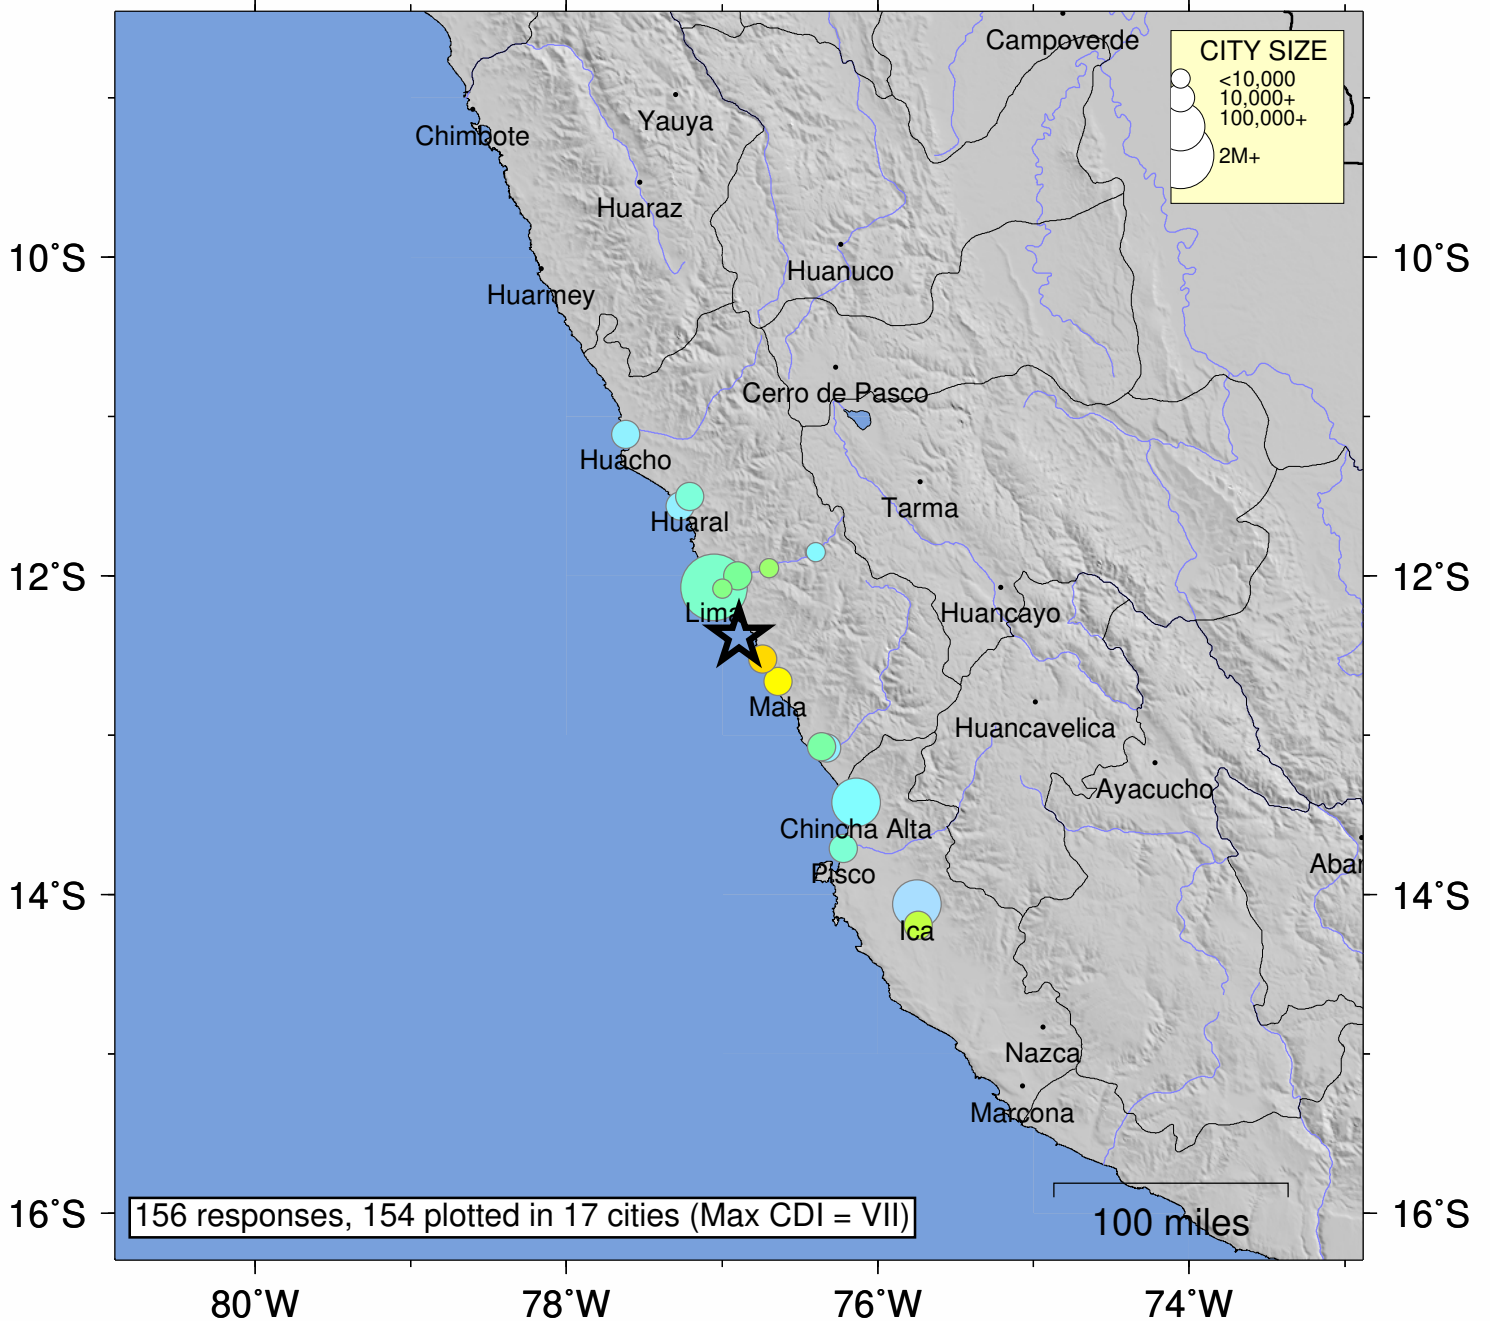 Campoverde
CITY SIZE
<10,000
10,000+
100,000+
2M+
Yauya
Chimbote
Huaraz
10°S
10°S
Huanuco
Huarmey
Cerro de Pasco
Huacho
Tarma
Huaral
12°S
12°S
Lima
Huancayo
Mala
Huancavelica
Ayacucho
Chincha Alta
Abar
Pisco
14°S
14°S
Ica
Nazca
Marcona
16°S
156 responses, 154 plotted in 17 cities (Max CDI = VII)
100 miles
16°S
80°W
78°W
76°W
74°W